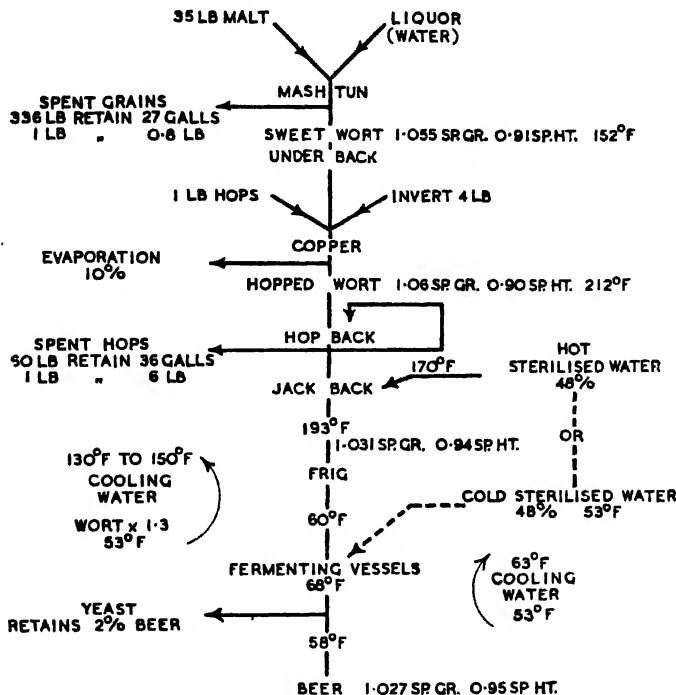 35 LB MALT
LIQUOR
(WATER)
MASH TUN
SPENT GRAINS
336 LB RETAIN 27 GALLS
1 LB " 0·8 LB
SWEET WORT 1·055 SP.GR. 0·91 SP.HT. 152°F
UNDER BACK
1 LB HOPS
INVERT 4 LB
COPPER
EVAPORATION
10%
HOPPED WORT 1·06 SP. GR. 0·90 SP.HT. 212°F
HOP BACK
SPENT HOPS
60 LB RETAIN 36 GALLS
1 LB " 6 LB
HOT
STERILISED WATER
48%
170°F
JACK BACK
193°F
1·031 SP.GR. 0·94 SP.HT.
OR
130°F TO 150°F
COOLING
WATER
WORT x 1·3
53°F
FRIG
60°F
COLD STERILISED WATER
48% 53°F
FERMENTING VESSELS
68°F
63°F
COOLING
WATER
53°F
YEAST
RETAINS 2% BEER
58°F
BEER 1·027 SP.GR. 0·95 SP.HT.